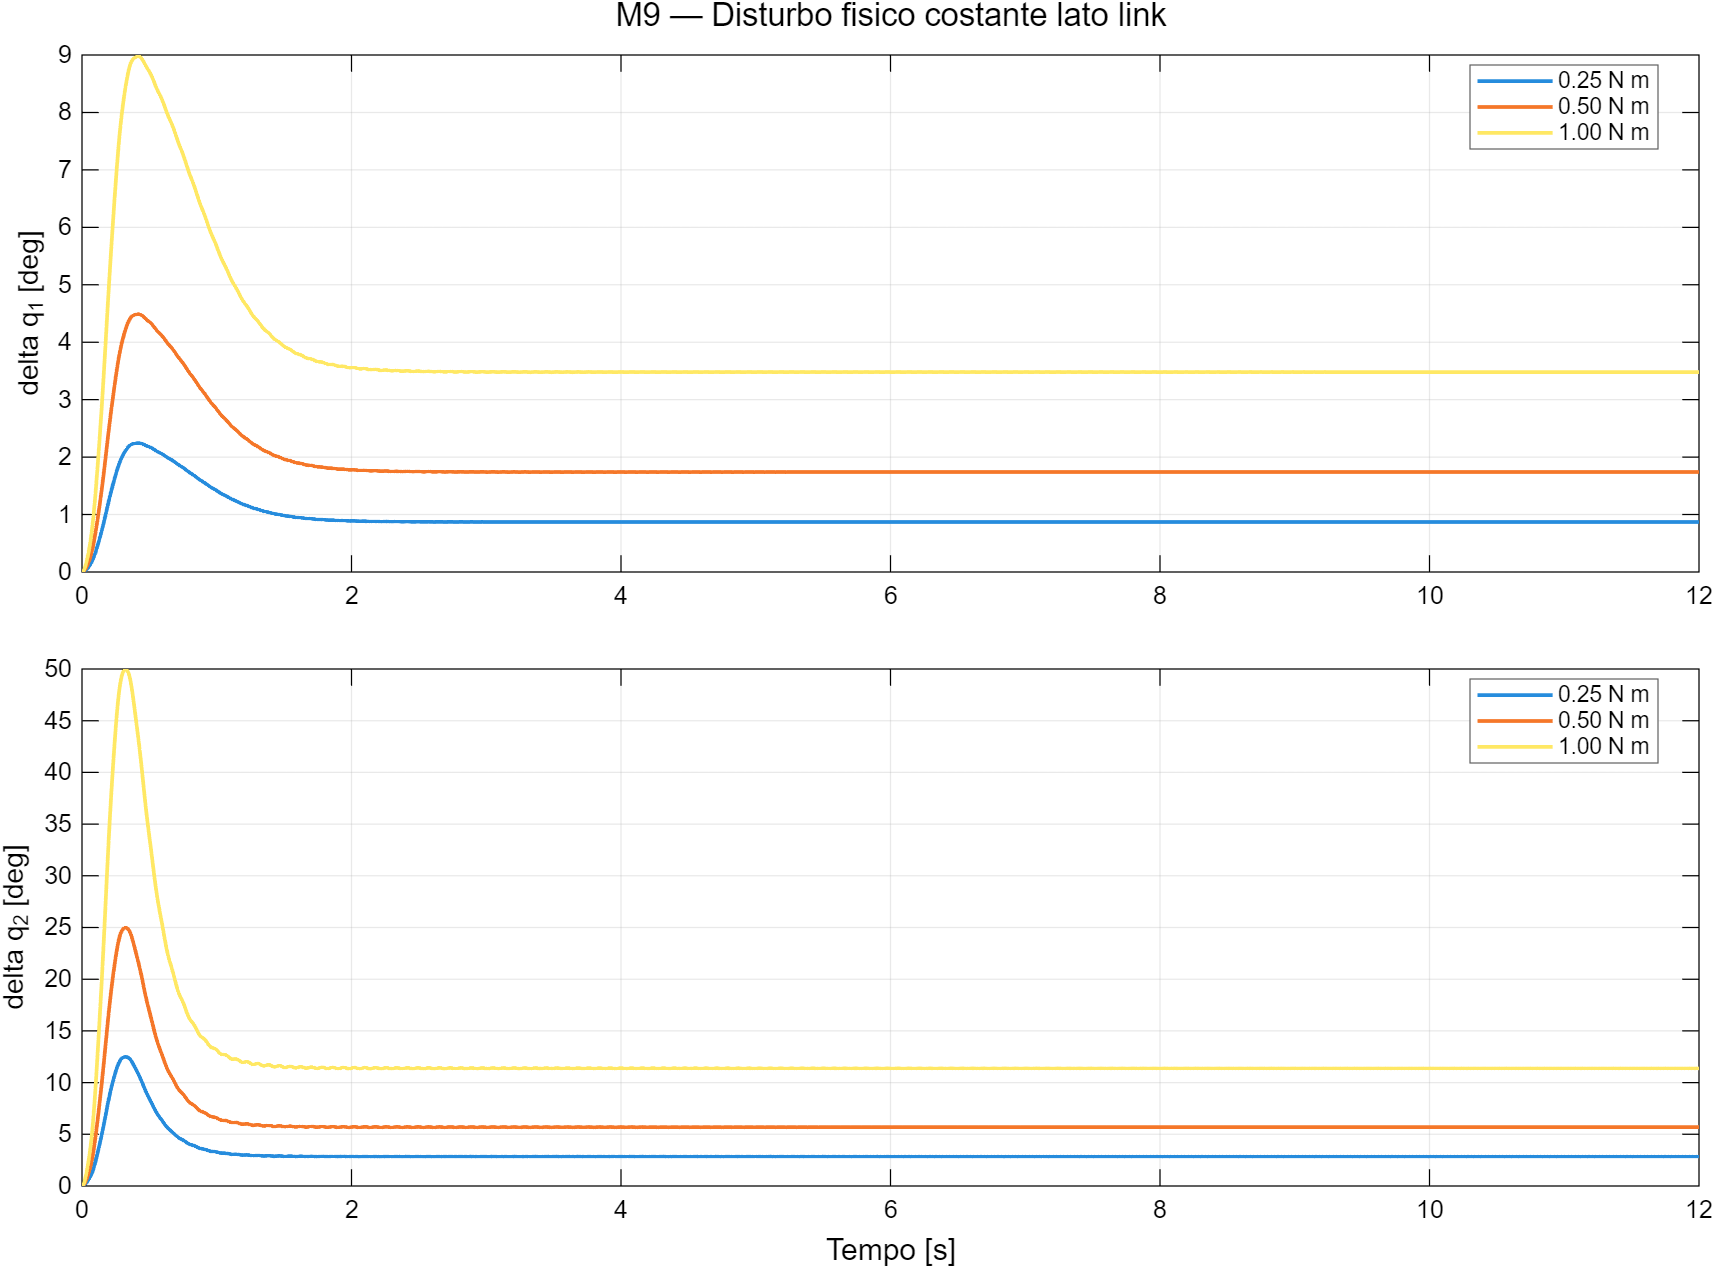 M9 — Disturbo fisico costante lato link
9
8
7
6
5
4
3
2
1
0
delta q₁ [deg]
0.25 N m
0.50 N m
1.00 N m
0 2 4 6 8 10 12
50
45
40
35
30
25
20
15
10
5
0
delta q₂ [deg]
0.25 N m
0.50 N m
1.00 N m
0 2 4 6 8 10 12
Tempo [s]